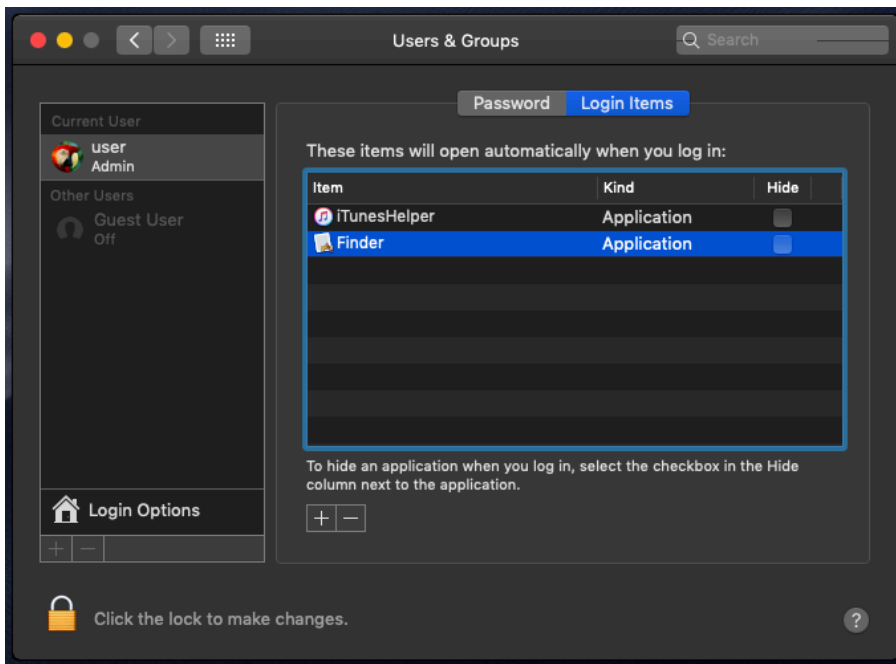 Users & Groups
Search
Password
Login Items
Current User
user
Admin
Other Users
Guest User
Off
Login Options
These items will open automatically when you log in:
Item Kind Hide
iTunesHelper Application
Finder Application
To hide an application when you log in, select the checkbox in the Hide
column next to the application.
+ −
+ −
Click the lock to make changes.
?